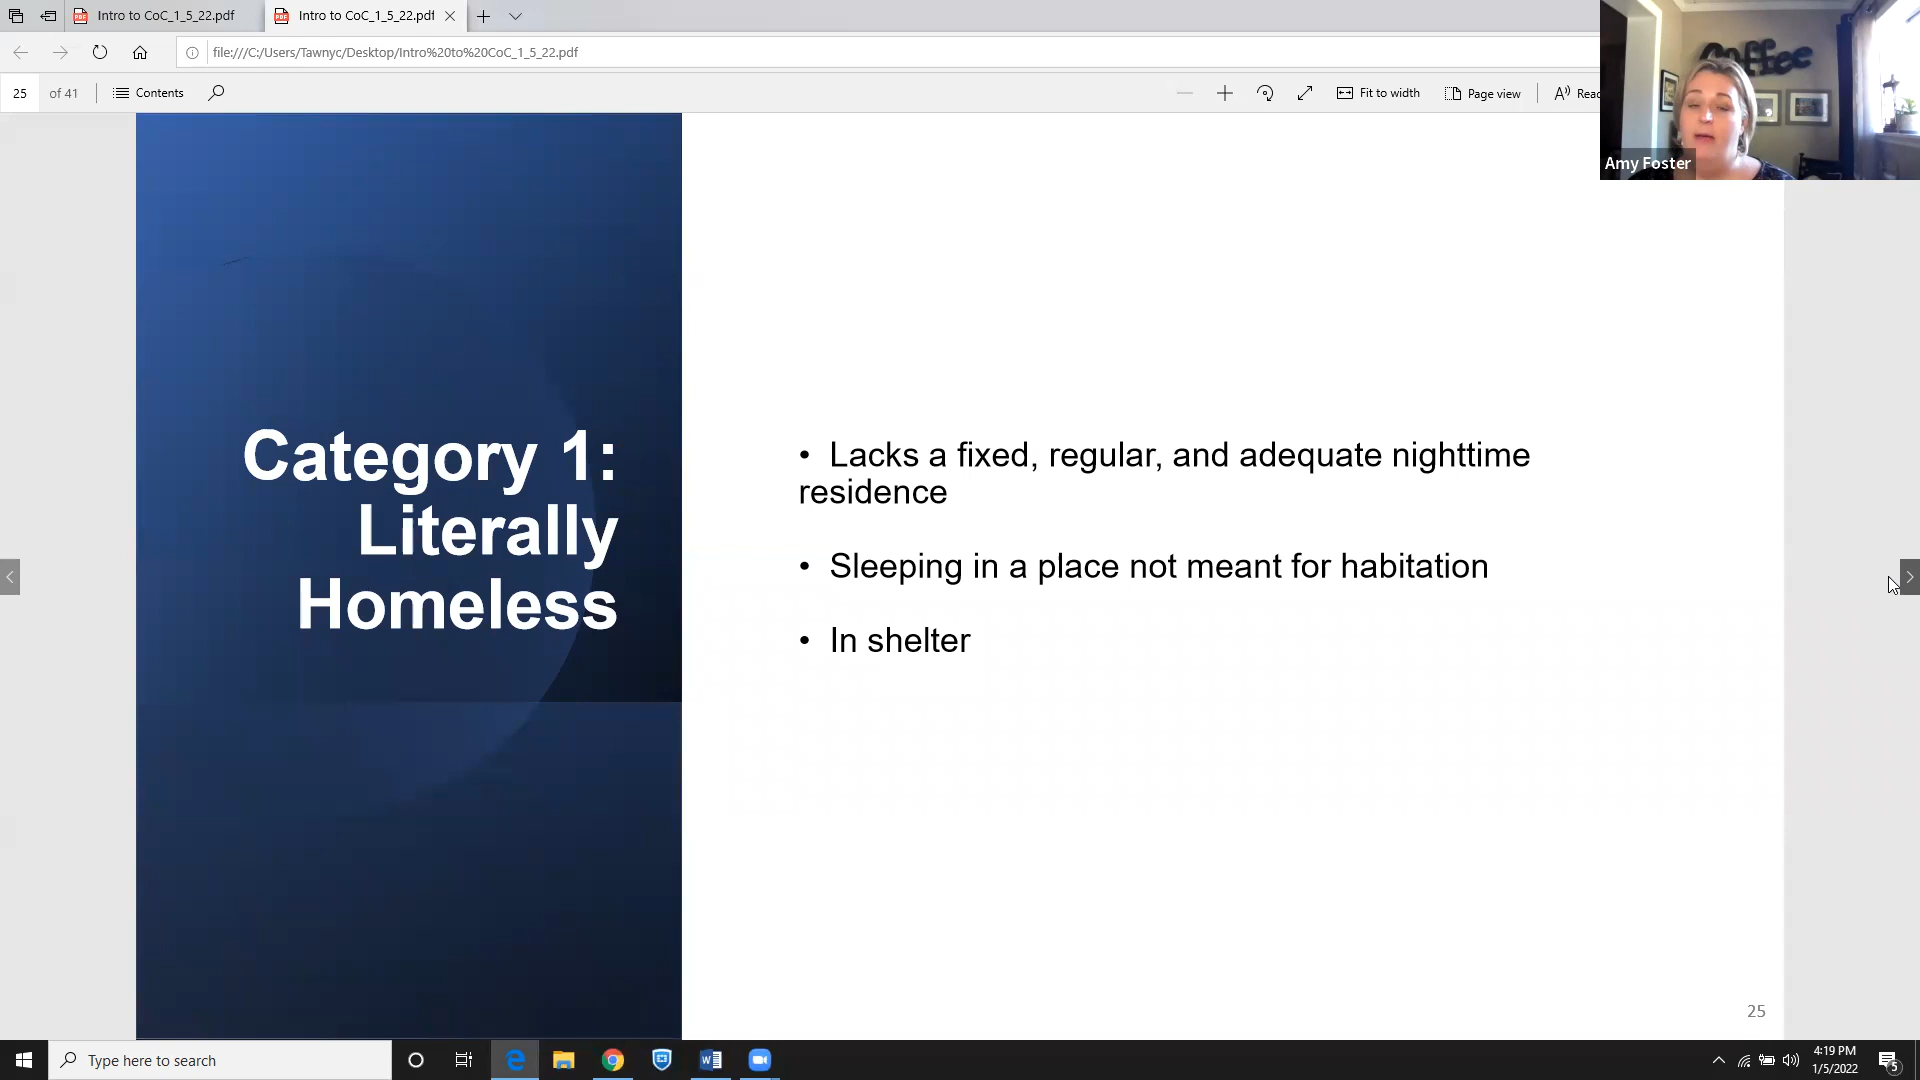 Intro to CoC_1_5_22.pdf
Intro to CoC_1_5_22.pdf
file:///C:/Users/Tawnyc/Desktop/Intro%20to%20CoC_1_5_22.pdf
25 of 41
Contents
Fit to width
Page view
Reac
Coffee
Amy Foster
Category 1:
Literally
Homeless
• Lacks a fixed, regular, and adequate nighttime
residence
• Sleeping in a place not meant for habitation
• In shelter
25
Type here to search
4:19 PM
1/5/2022
5